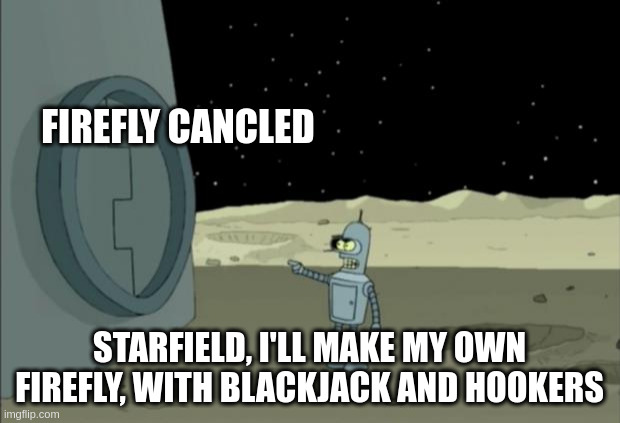 FIREFLY CANCLED
STARFIELD, I'LL MAKE MY OWN
FIREFLY, WITH BLACKJACK AND HOOKERS
imgflip.com